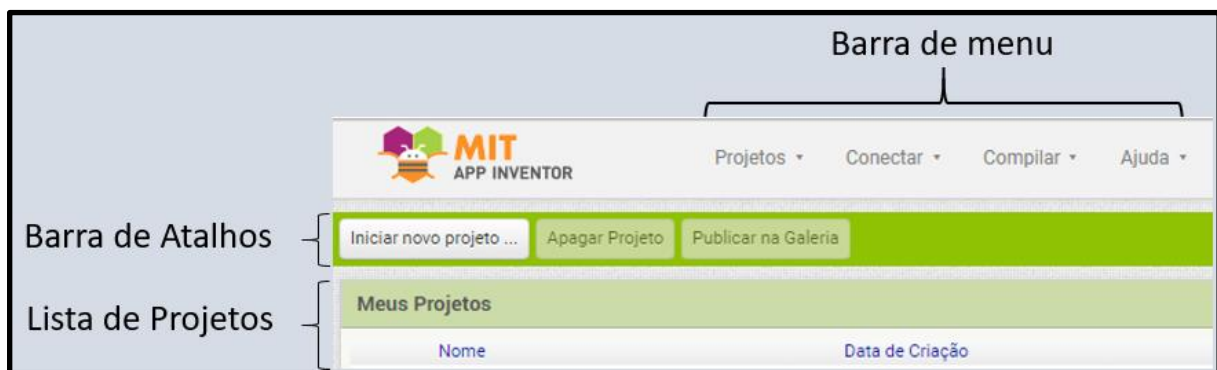 Barra de menu
MIT
APP INVENTOR
Projetos Conectar Compilar Ajuda
Barra de Atalhos
Iniciar novo projeto ... Apagar Projeto Publicar na Galeria
Lista de Projetos
Meus Projetos
Nome Data de Criação